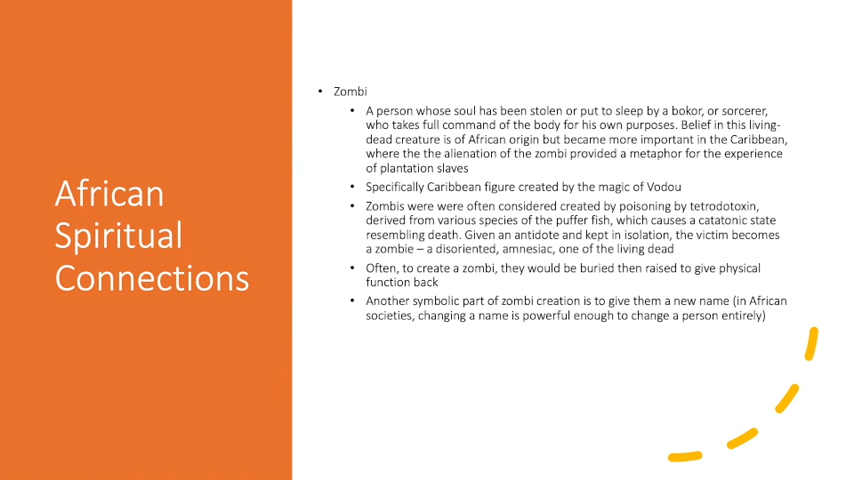 African
Spiritual
Connections
• Zombi
• A person whose soul has been stolen or put to sleep by a bokor, or sorcerer,
who takes full command of the body for his own purposes. Belief in this living-
dead creature is of African origin but became more important in the Caribbean,
where the the alienation of the zombi provided a metaphor for the experience
of plantation slaves
• Specifically Caribbean figure created by the magic of Vodou
• Zombis were were often considered created by poisoning by tetrodotoxin,
derived from various species of the puffer fish, which causes a catatonic state
resembling death. Given an antidote and kept in isolation, the victim becomes
a zombie – a disoriented, amnesiac, one of the living dead
• Often, to create a zombi, they would be buried then raised to give physical
function back
• Another symbolic part of zombi creation is to give them a new name (in African
societies, changing a name is powerful enough to change a person entirely)